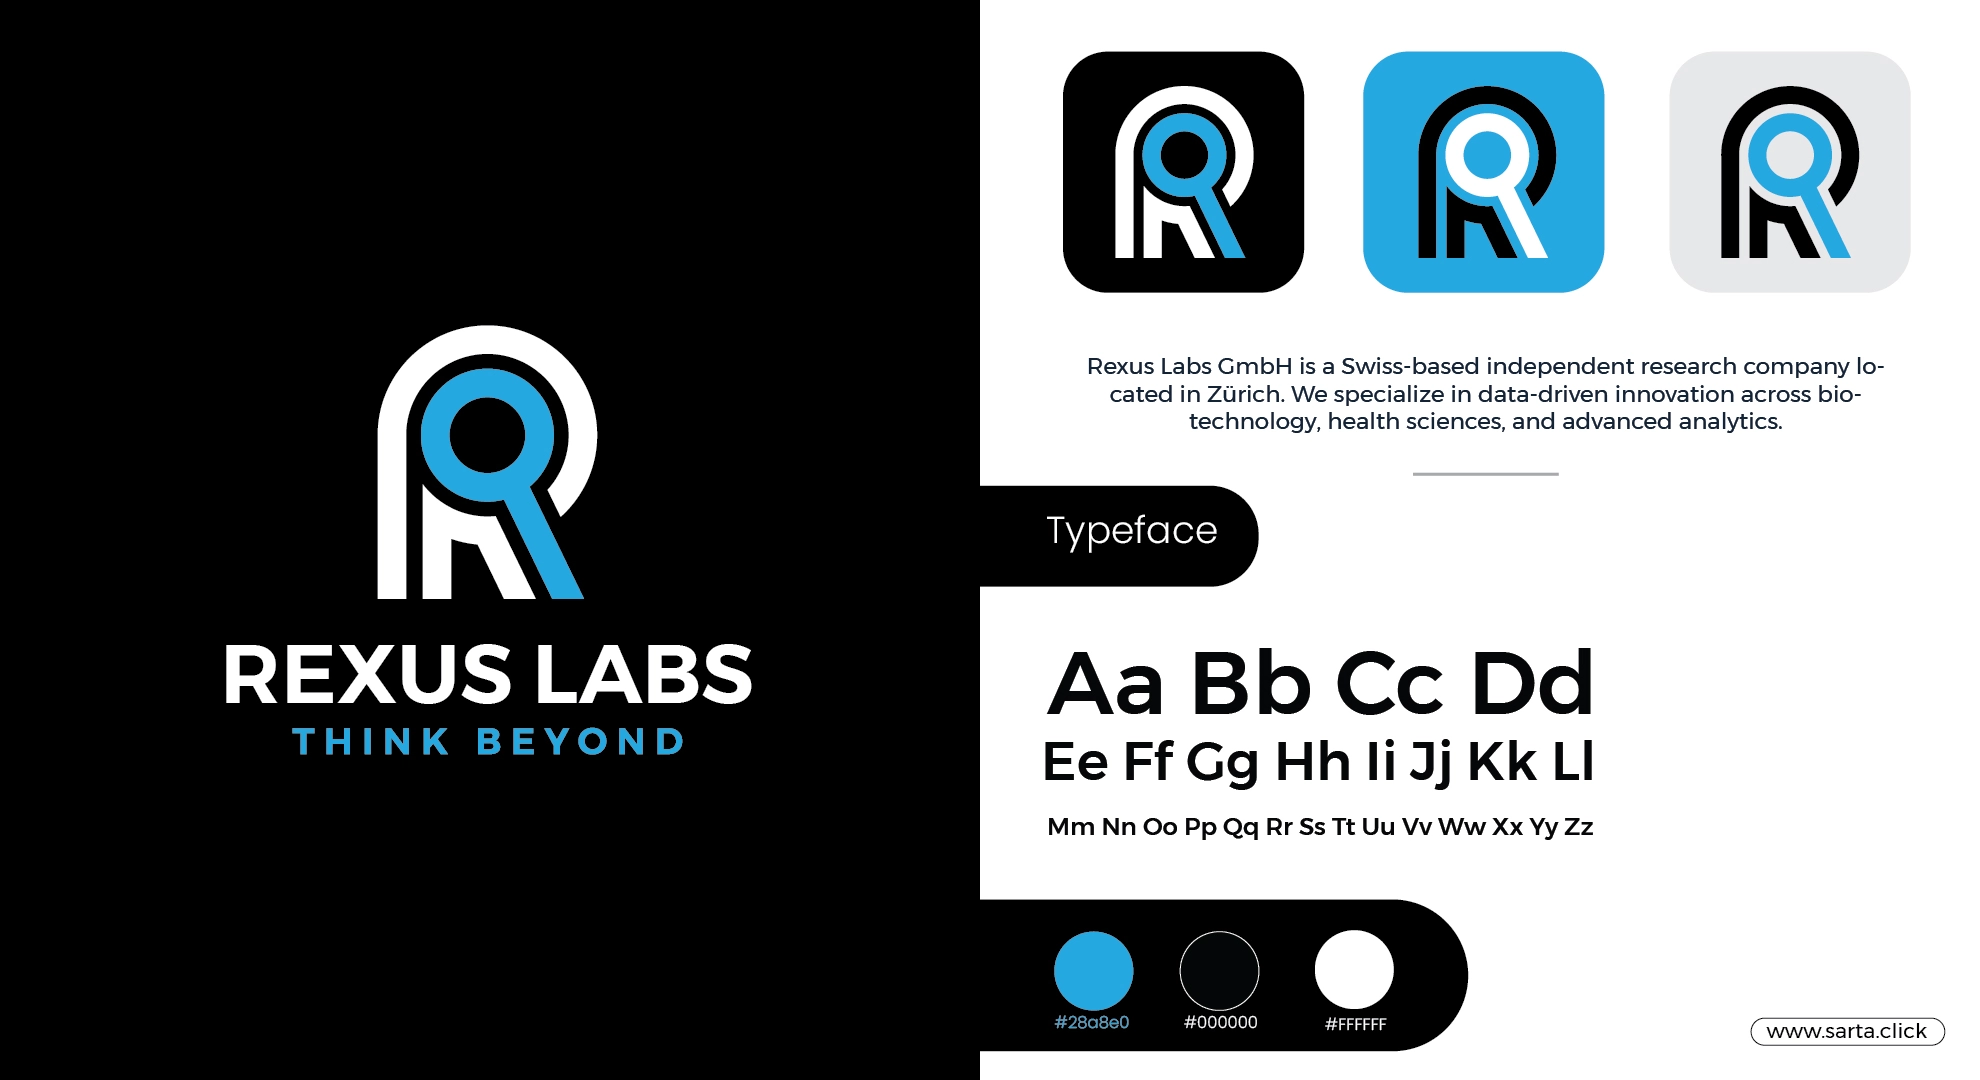 REXUS LABS
THINK BEYOND
Rexus Labs GmbH is a Swiss-based independent research company lo-
cated in Zürich. We specialize in data-driven innovation across bio-
technology, health sciences, and advanced analytics.
Typeface
Aa Bb Cc Dd
Ee Ff Gg Hh Ii Jj Kk Ll
Mm Nn Oo Pp Qq Rr Ss Tt Uu Vv Ww Xx Yy Zz
#28a8e0 #000000 #FFFFFF
www.sarta.click